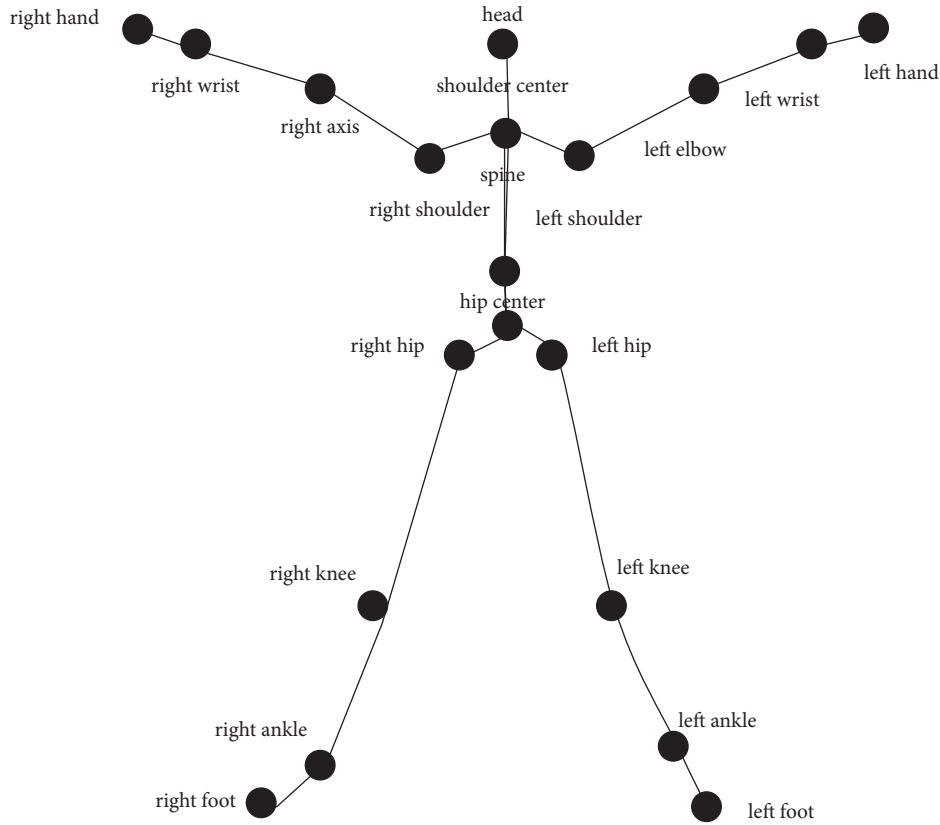 head
right hand
left hand
shoulder center
right wrist
left wrist
right axis
left elbow
spine
right shoulder
left shoulder
hip center
right hip
left hip
left knee
right knee
left ankle
right ankle
right foot
left foot